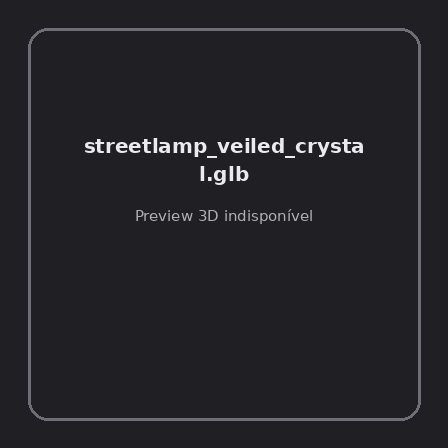 streetlamp_veiled_crysta
l.glb
Preview 3D indisponível